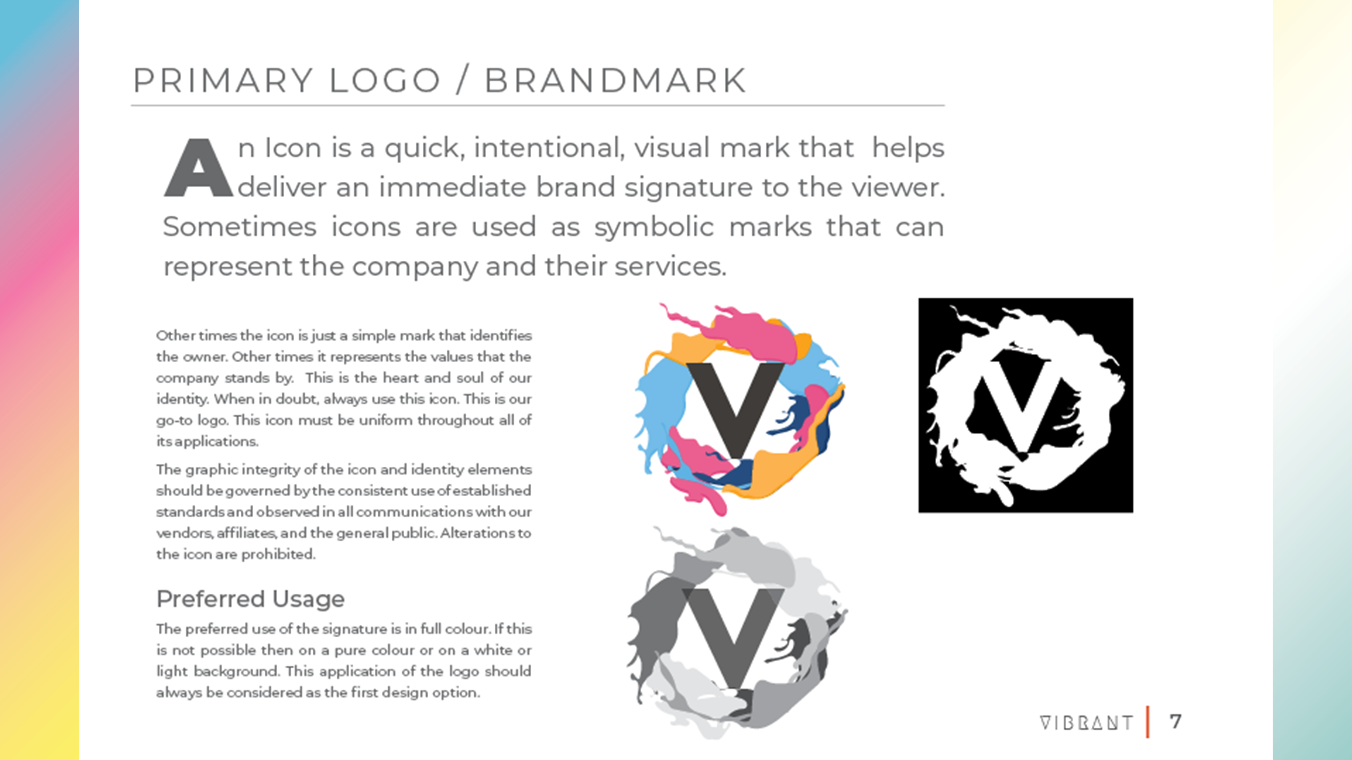 PRIMARY LOGO / BRANDMARK
An Icon is a quick, intentional, visual mark that helps
deliver an immediate brand signature to the viewer.
Sometimes icons are used as symbolic marks that can
represent the company and their services.
Other times the icon is just a simple mark that identifies
the owner. Other times it represents the values that the
company stands by. This is the heart and soul of our
identity. When in doubt, always use this icon. This is our
go-to logo. This icon must be uniform throughout all of
its applications.
The graphic integrity of the icon and identity elements
should be governed by the consistent use of established
standards and observed in all communications with our
vendors, affiliates, and the general public. Alterations to
the icon are prohibited.
Preferred Usage
The preferred use of the signature is in full colour. If this
is not possible then on a pure colour or on a white or
light background. This application of the logo should
always be considered as the first design option.
V
V
V
VIBRANT | 7